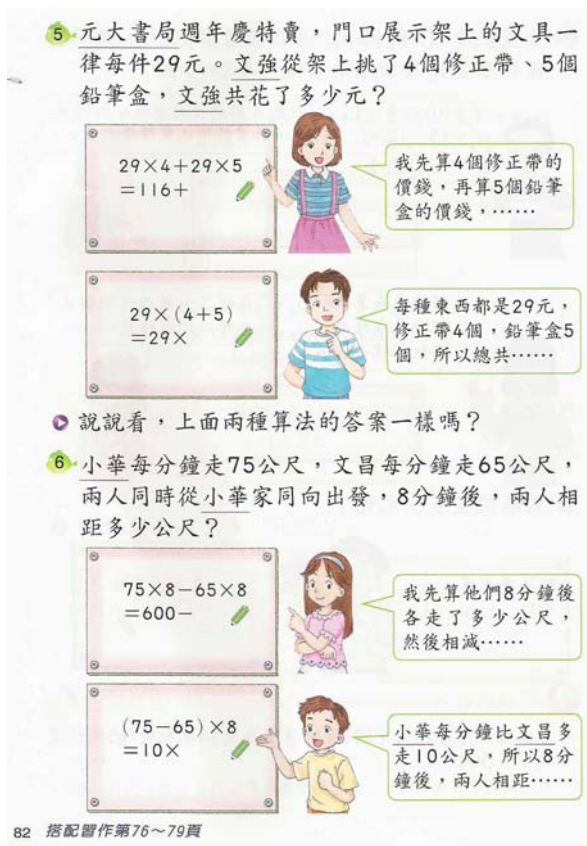 5 元大書局週年慶特賣，門口展示架上的文具一
律每件29元。文強從架上挑了4個修正帶、5個
鉛筆盒，文強共花了多少元？
29×4+29×5
=116+
我先算4個修正帶的
價錢，再算5個鉛筆
盒的價錢，……
29×(4+5)
=29×
每種東西都是29元，
修正帶4個，鉛筆盒5
個，所以總共……
說說看，上面兩種算法的答案一樣嗎？
6 小華每分鐘走75公尺，文昌每分鐘走65公尺，
兩人同時從小華家同向出發，8分鐘後，兩人相
距多少公尺？
75×8−65×8
=600−
我先算他們8分鐘後
各走了多少公尺，
然後相減……
(75−65)×8
=10×
小華每分鐘比文昌多
走10公尺，所以8分
鐘後，兩人相距……
82 搭配習作第76～79頁